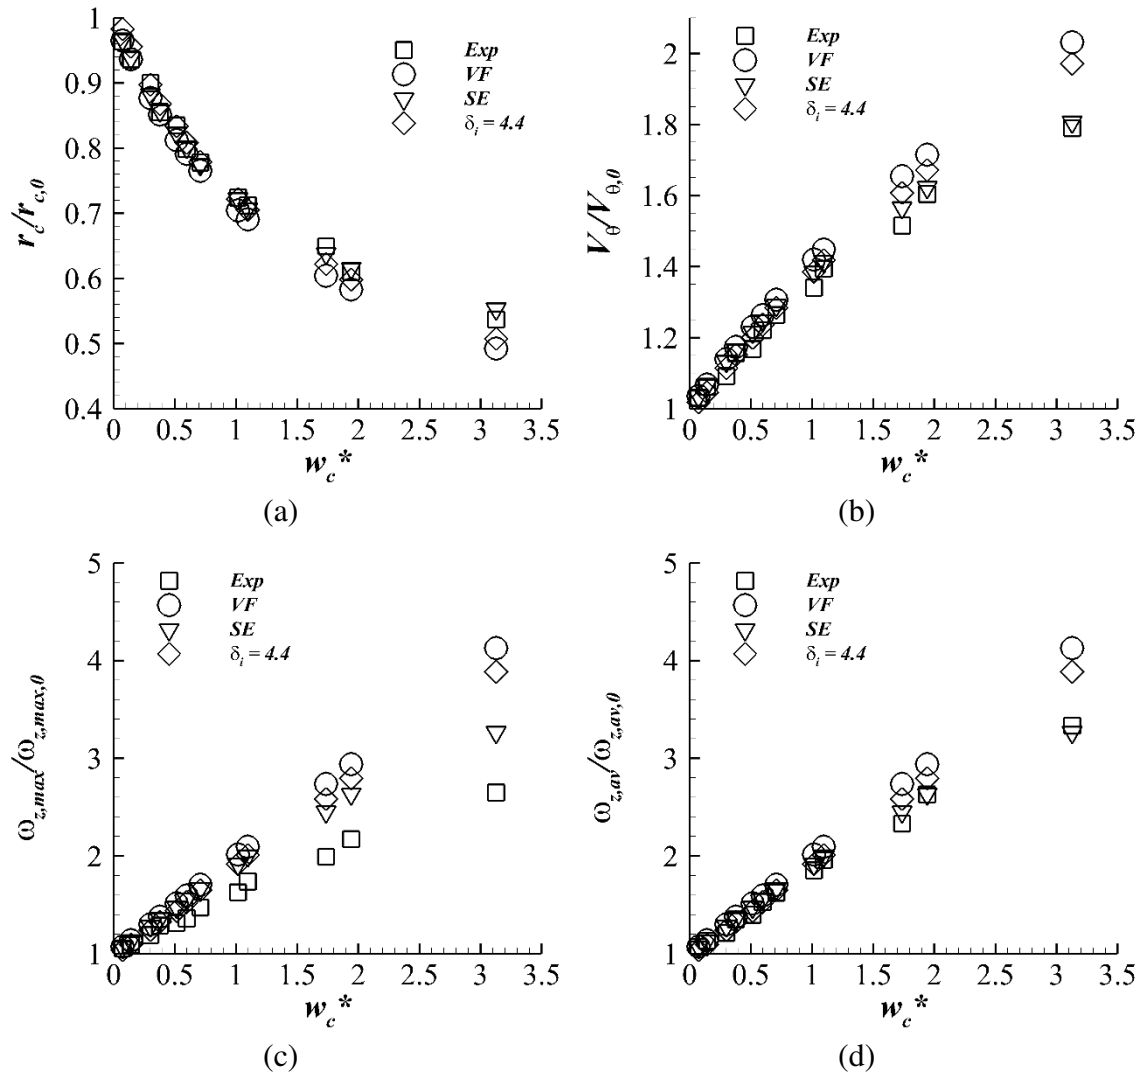 1
0.9
0.8
0.7
0.6
0.5
0.4
r_c/r_{c,0}
Exp
VF
SE
δ_i = 4.4
0 0.5 1 1.5 2 2.5 3 3.5
w_c*
(a)
2
1.8
1.6
1.4
1.2
1
V_θ/V_{θ,0}
Exp
VF
SE
δ_i = 4.4
0 0.5 1 1.5 2 2.5 3 3.5
w_c*
(b)
5
4
3
2
1
ω_{z,max}/ω_{z,max,0}
Exp
VF
SE
δ_i = 4.4
0 0.5 1 1.5 2 2.5 3 3.5
w_c*
(c)
5
4
3
2
1
ω_{z,av}/ω_{z,av,0}
Exp
VF
SE
δ_i = 4.4
0 0.5 1 1.5 2 2.5 3 3.5
w_c*
(d)